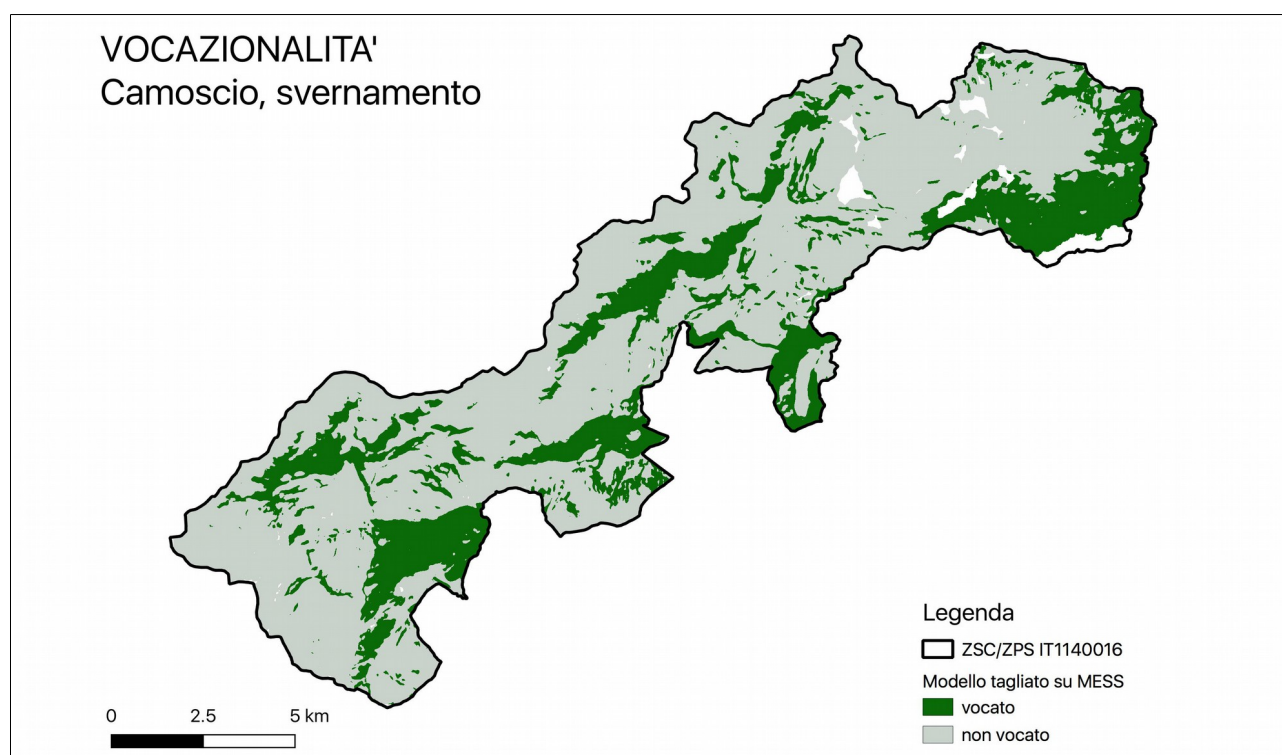 VOCAZIONALITA'
Camoscio, svernamento
Legenda
ZSC/ZPS IT1140016
Modello tagliato su MESS
vocato
non vocato
0 2.5 5 km